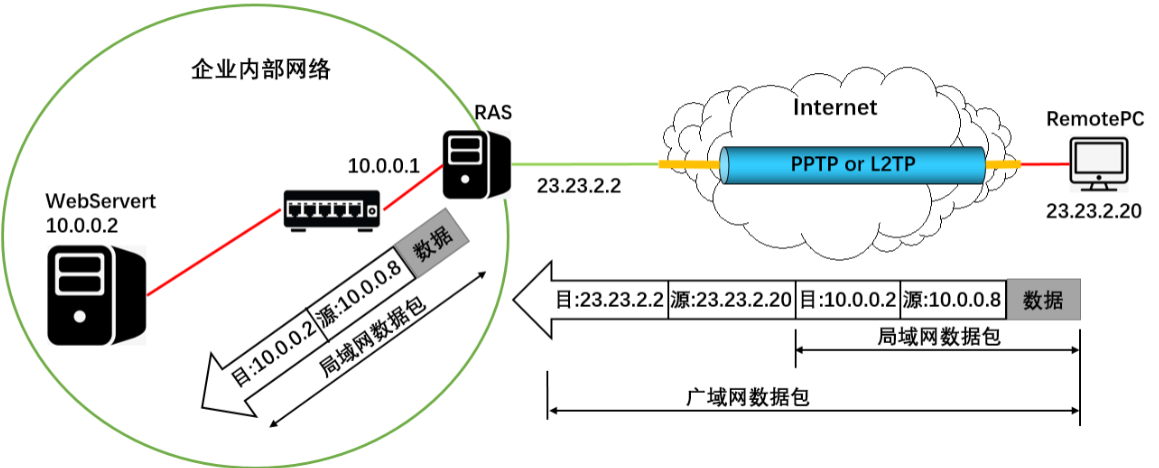 企业内部网络
RAS
Internet
RemotePC
10.0.0.1
PPTP or L2TP
23.23.2.2
WebServert
10.0.0.2
23.23.2.20
数据
源:10.0.0.8
目:10.0.0.2
局域网数据包
目:23.23.2.2 源:23.23.2.20 目:10.0.0.2 源:10.0.0.8 数据
局域网数据包
广域网数据包